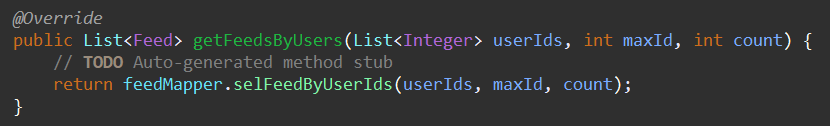 @Override
public List<Feed> getFeedsByUsers(List<Integer> userIds, int maxId, int count) {
    // TODO Auto-generated method stub
    return feedMapper.selFeedByUserIds(userIds, maxId, count);
}